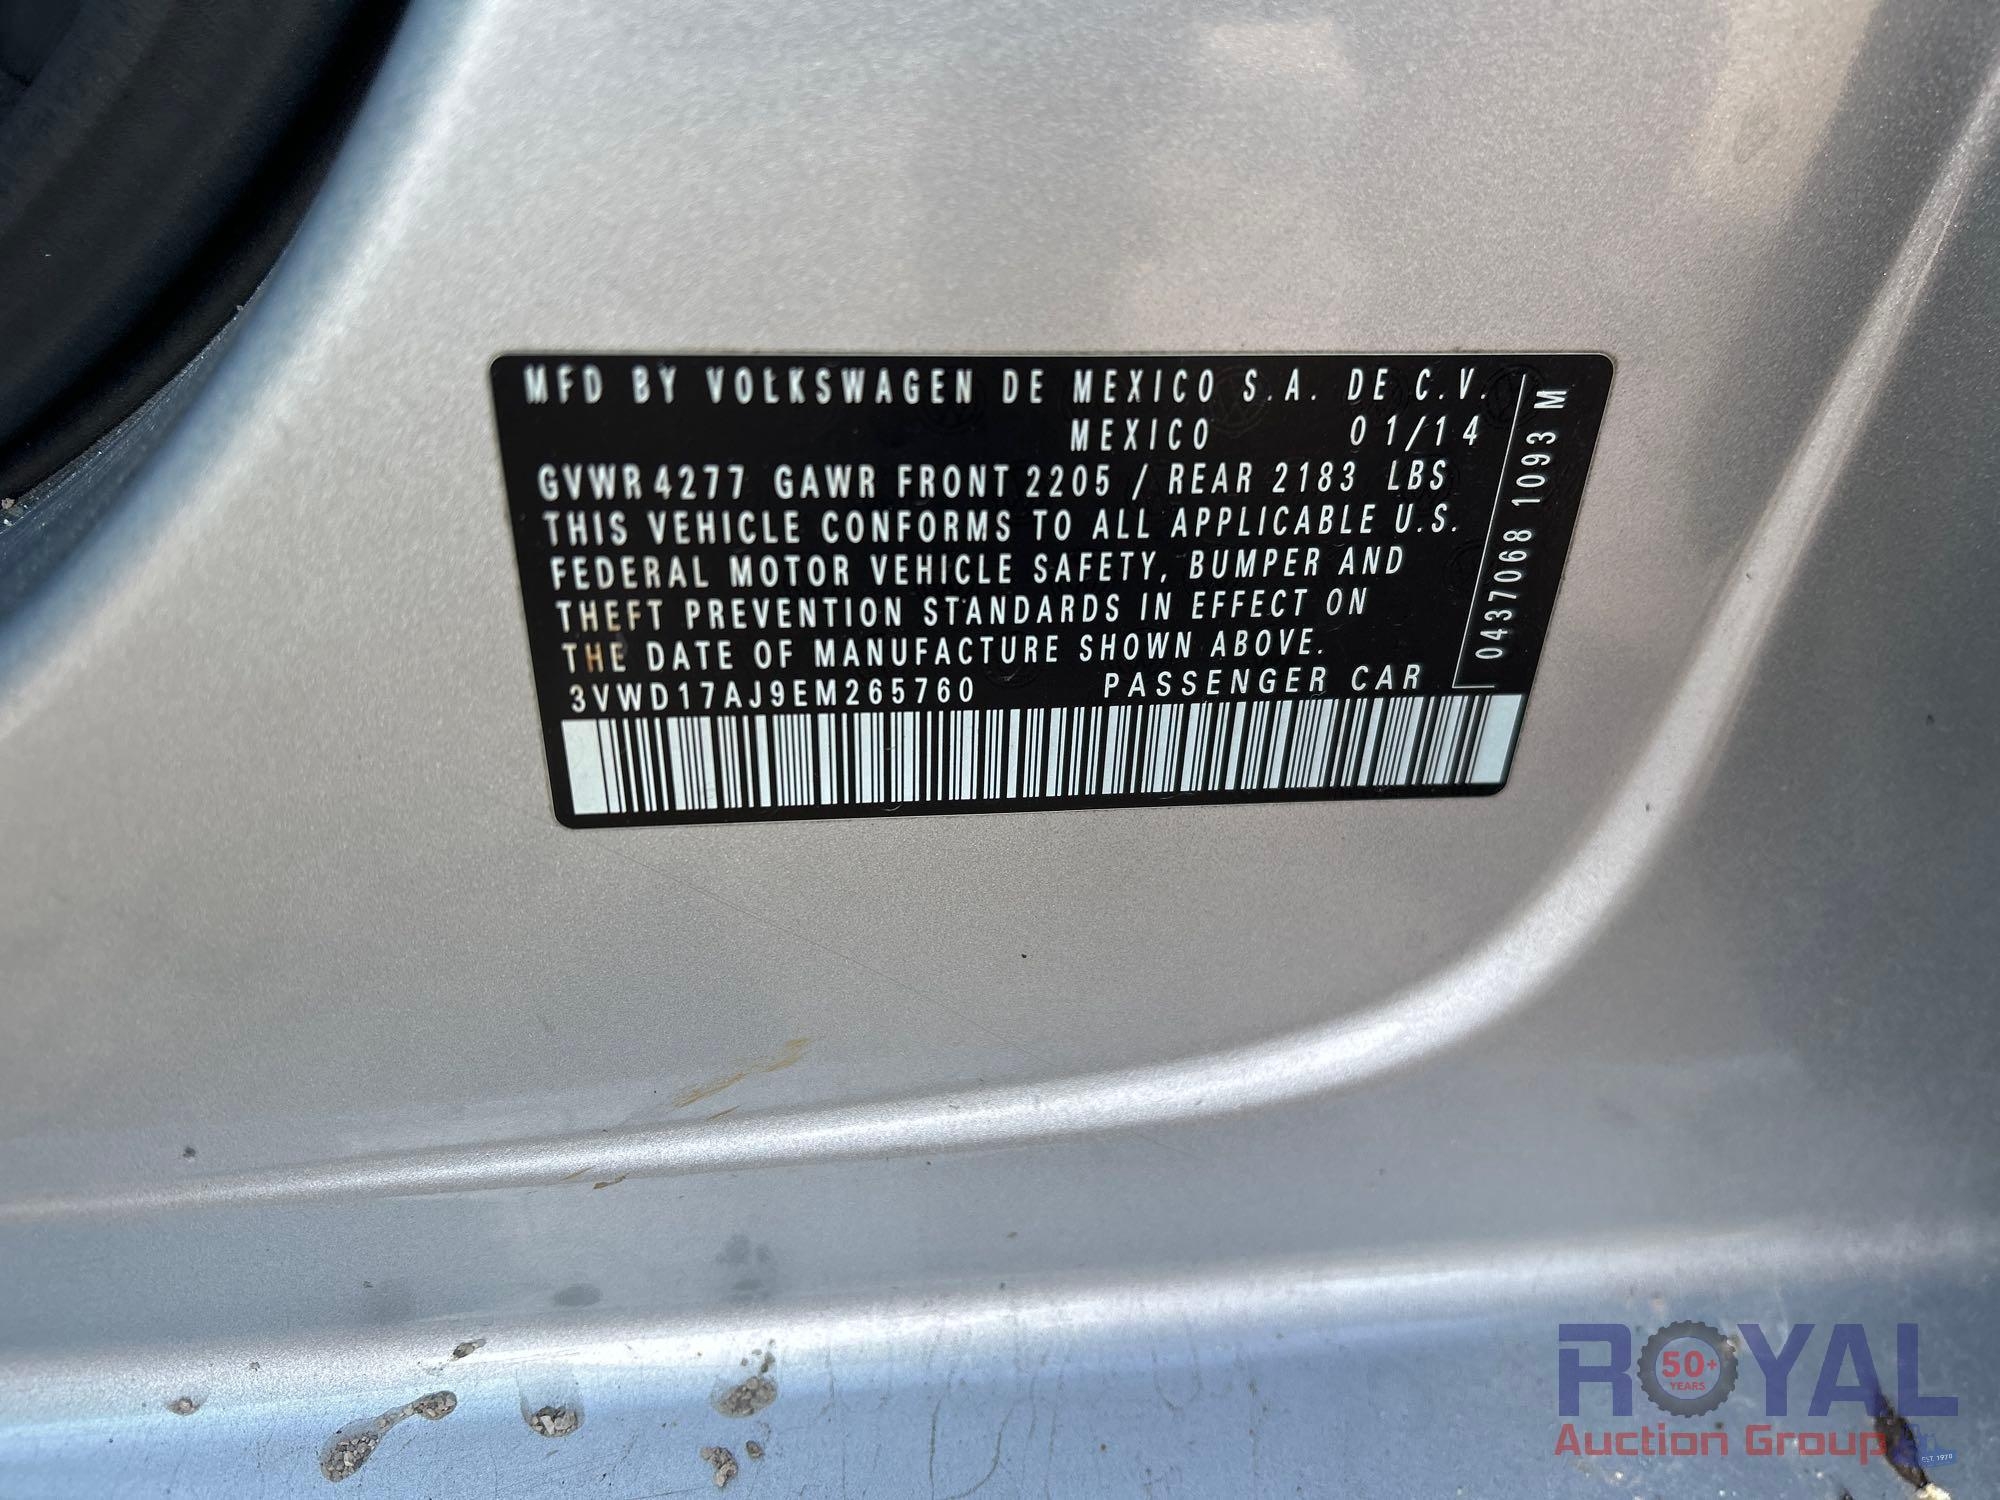 MFD BY VOLKSWAGEN DE MEXICO S.A. DE C.V.
MEXICO 01/14
GVWR 4277 GAWR FRONT 2205 / REAR 2183 LBS
THIS VEHICLE CONFORMS TO ALL APPLICABLE U.S.
FEDERAL MOTOR VEHICLE SAFETY, BUMPER AND
THEFT PREVENTION STANDARDS IN EFFECT ON
THE DATE OF MANUFACTURE SHOWN ABOVE.
3VWD17AJ9EM265760 PASSENGER CAR
0437068 1093 M
ROYAL
50+
YEARS
Auction Group
EST. 1970